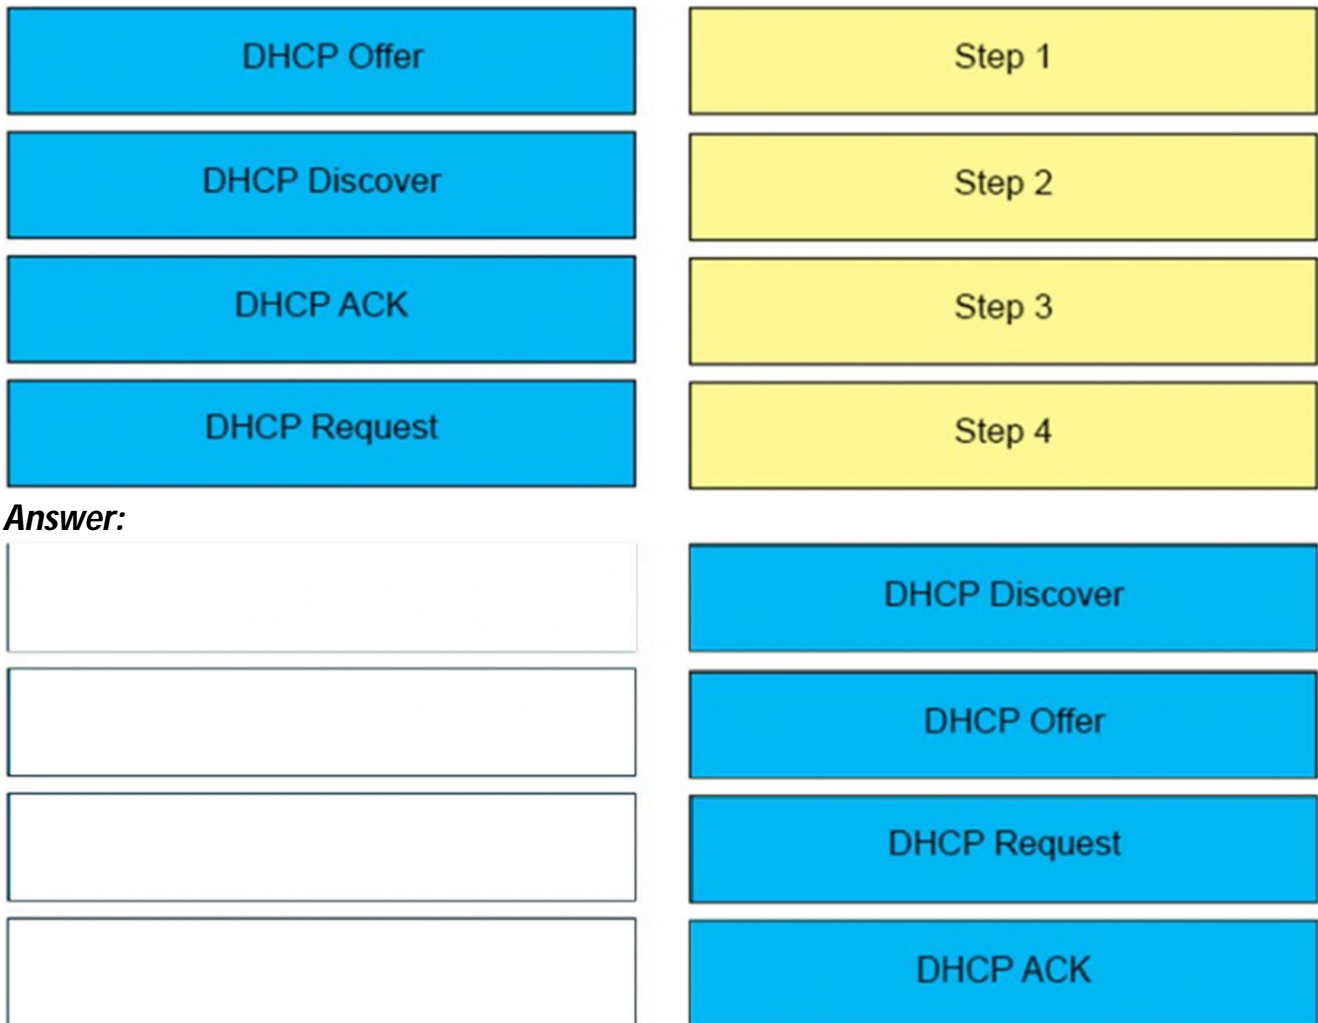 DHCP Offer
Step 1
DHCP Discover
Step 2
DHCP ACK
Step 3
DHCP Request
Step 4
Answer:
DHCP Discover
DHCP Offer
DHCP Request
DHCP ACK